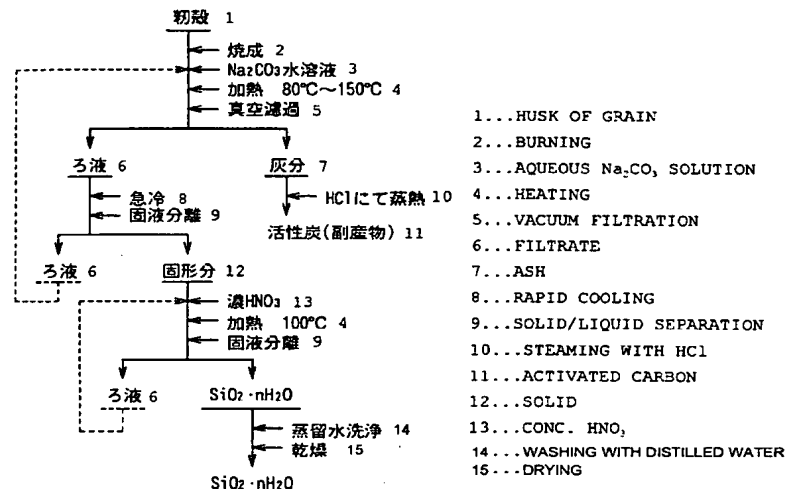 籾殻 1
焼成 2
Na₂CO₃水溶液 3
加熱 80℃～150℃ 4
真空濾過 5
ろ液 6
灰分 7
急冷 8
固液分離 9
HClにて蒸熱 10
活性炭(副産物) 11
ろ液 6
固形分 12
濃HNO₃ 13
加熱 100℃ 4
固液分離 9
ろ液 6
SiO₂·nH₂O
蒸留水洗浄 14
乾燥 15
SiO₂·nH₂O
1...HUSK OF GRAIN
2...BURNING
3...AQUEOUS Na₂CO₃ SOLUTION
4...HEATING
5...VACUUM FILTRATION
6...FILTRATE
7...ASH
8...RAPID COOLING
9...SOLID/LIQUID SEPARATION
10...STEAMING WITH HCl
11...ACTIVATED CARBON
12...SOLID
13...CONC. HNO₃
14...WASHING WITH DISTILLED WATER
15...DRYING